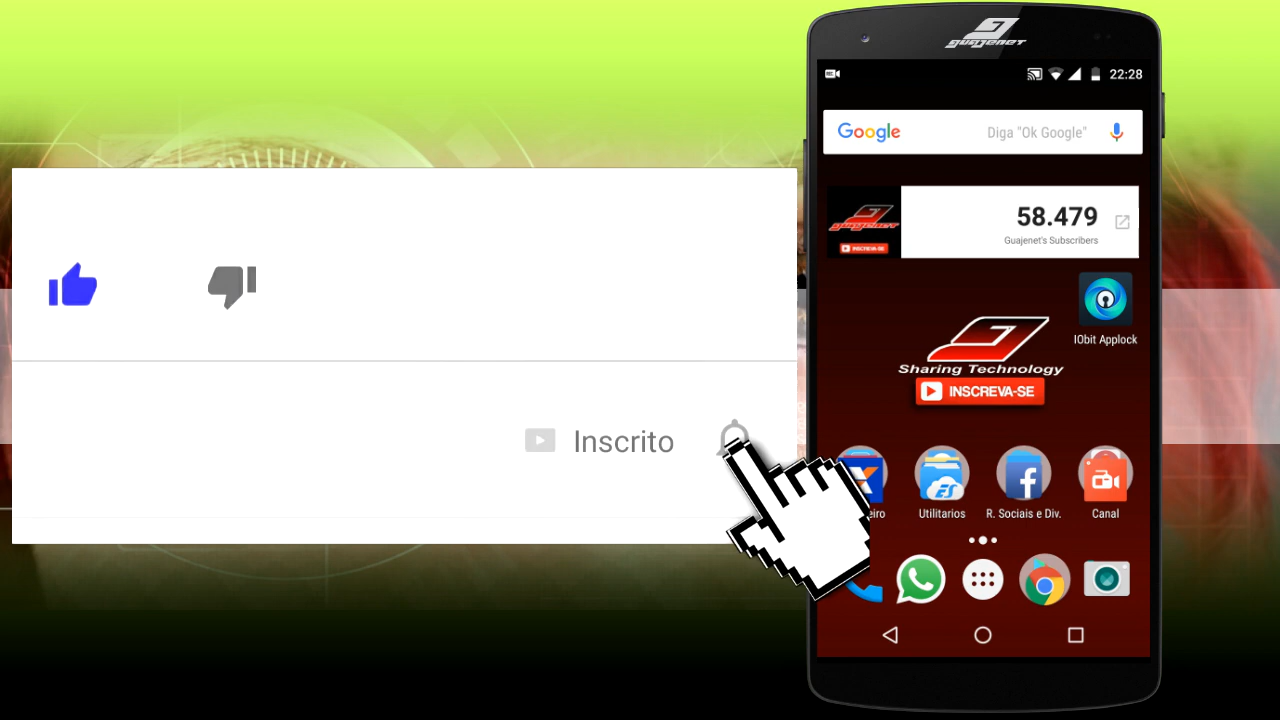 GUAJENET
22:28
Google
Diga "Ok Google"
GUAJENET
INSCREVA-SE
58.479
Guajenet's Subscribers
IObit Applock
Sharing Technology
INSCREVA-SE
Inscrito
eiro
Utilitarios
R. Sociais e Div.
Canal